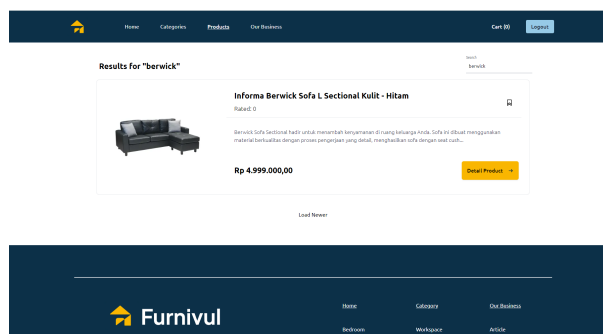 Home Categories Products Our Business Cart (0) Logout
Results for "berwick"
Search
berwick
Informa Berwick Sofa L Sectional Kulit - Hitam
Rated: 0
Berwick Sofa Sectional hadir untuk menambah kenyamanan di ruang keluarga Anda. Sofa ini dibuat menggunakan
material berkualitas dengan proses pengerjaan yang detail, menghasilkan sofa dengan seat cush...
Rp 4.999.000,00
Detail Product →
Load Newer
Furnivul
Home Category Our Business
Bedroom Workspace Article